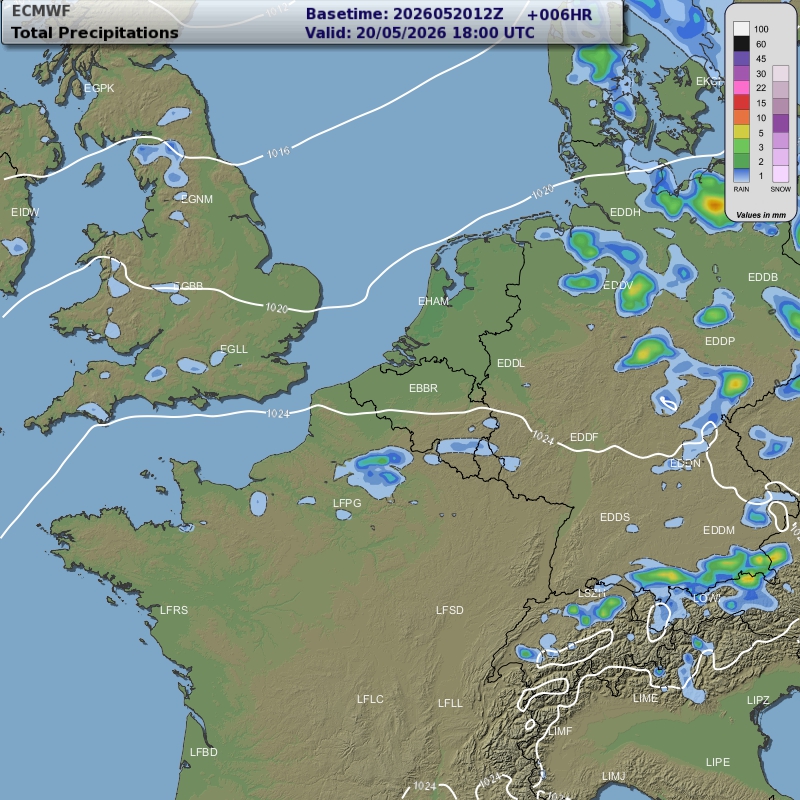 ECMWF
Basetime: 2026052012Z +006HR
Total Precipitations
Valid: 20/05/2026 18:00 UTC
1012
100
60
45
30
22
15
10
5
3
2
1
RAIN
SNOW
Values in mm
EGPK
1016
EIDW
EGNM
1020
EDDH
EGBB
1020
EHAM
EDDV
EDDB
EGLL
EDDL
EDDP
EBBR
1024
1024
EDDF
EDDN
LFPG
EDDS
EDDM
LSZH
LOWI
LFRS
LFSD
LFLC
LFLL
LIME
LIPZ
LIMF
LFBD
LIPE
LIMJ
1024
1024